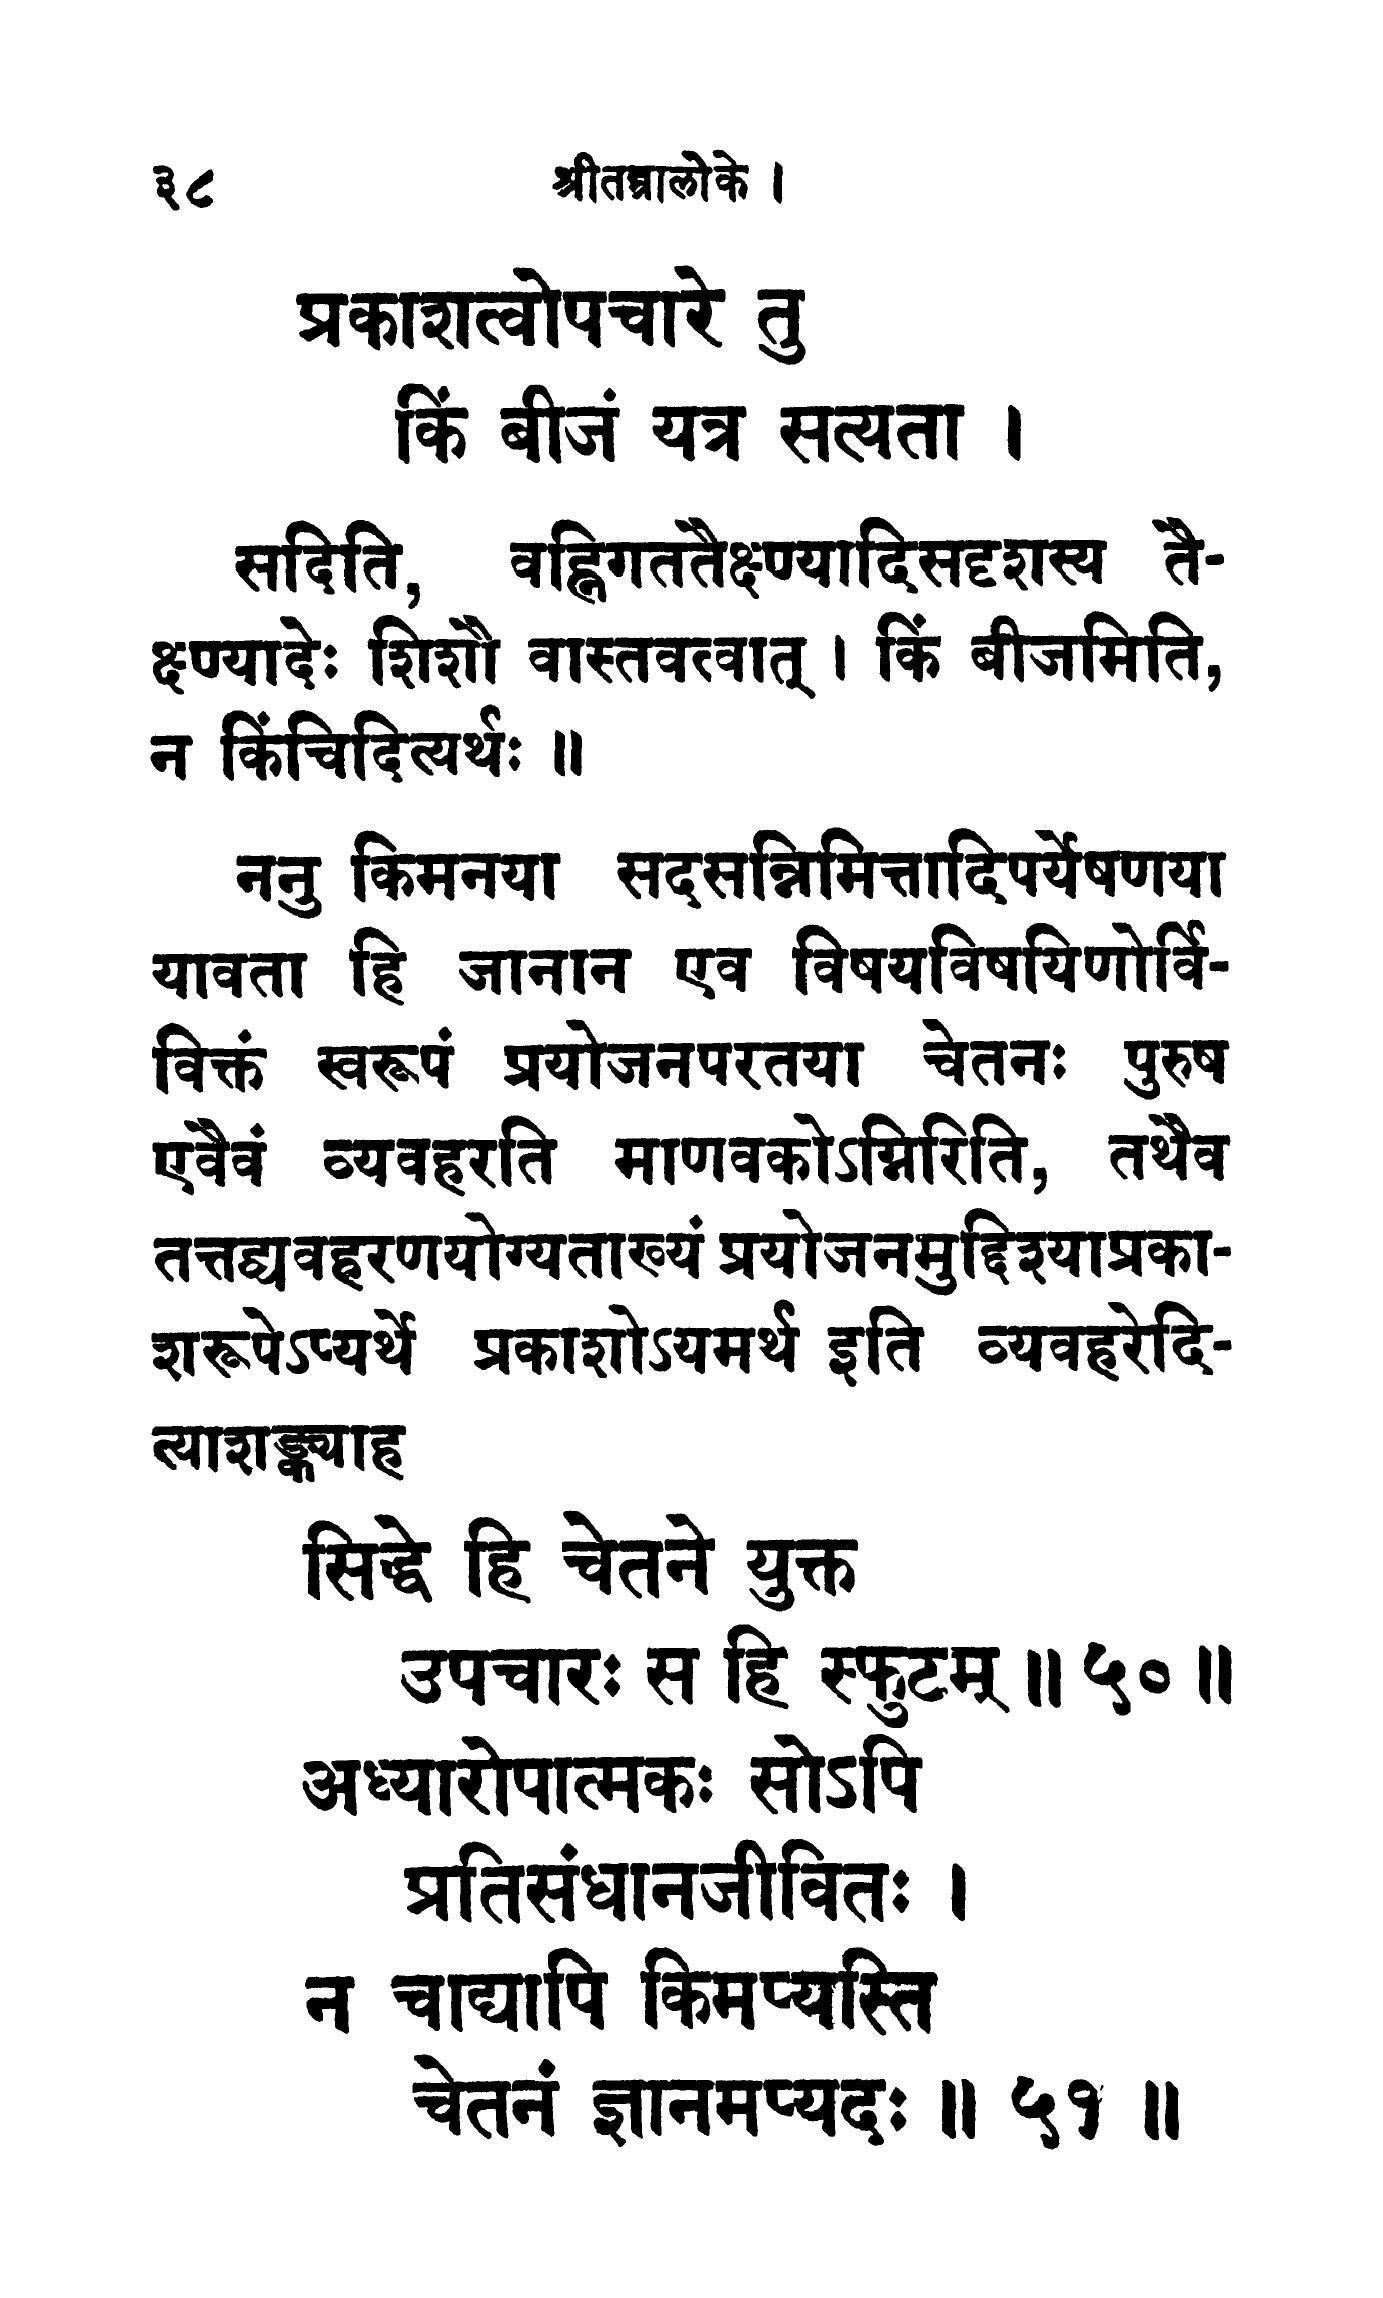 ३८ श्रीतन्त्रालोके ।
प्रकाशत्वोपचारे तु
किं बीजं यत्र सत्यता ।
सदिति, वह्निगततैक्ष्ण्यादिसदृशस्य तै-
क्ष्ण्यादेः शिशौ वास्तवत्वात् । किं बीजमिति,
न किंचिदित्यर्थः ॥
ननु किमनया सदसन्निमित्तादिपर्येषणया
यावता हि जानान एव विषयविषयिणोर्वि-
विक्तं स्वरूपं प्रयोजनपरतया चेतनः पुरुष
एवैवं व्यवहरति माणवकोऽग्निरिति, तथैव
तत्तद्व्यवहरणयोग्यताख्यं प्रयोजनमुद्दिश्याप्रका-
शरूपेऽप्यर्थे प्रकाशोऽयमर्थ इति व्यवहरेदि-
त्याशङ्क्याह
सिद्धे हि चेतने युक्त
उपचारः स हि स्फुटम् ॥ ५० ॥
अध्यारोपात्मकः सोऽपि
प्रतिसंधानजीवितः ।
न चाद्यापि किमप्यस्ति
चेतनं ज्ञानमप्यदः ॥ ५१ ॥